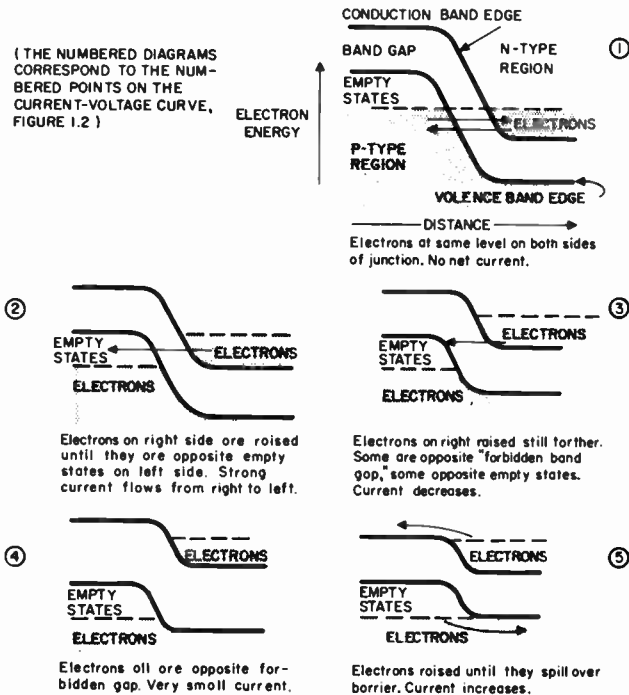 (THE NUMBERED DIAGRAMS
CORRESPOND TO THE NUM-
BERED POINTS ON THE
CURRENT-VOLTAGE CURVE,
FIGURE 1.2)
CONDUCTION BAND EDGE
BAND GAP
N-TYPE
REGION
①
EMPTY
STATES
ELECTRON
ENERGY
ELECTRONS
P-TYPE
REGION
VOLENCE BAND EDGE
DISTANCE
Electrons at same level on both sides
of junction. No net current.
②
EMPTY
STATES
ELECTRONS
ELECTRONS
Electrons on right side ore roised
until they ore opposite empty
states on left side. Strong
current flows from right to left.
③
EMPTY
STATES
ELECTRONS
ELECTRONS
Electrons on right raised still torther.
Some are opposite "forbidden band
gap," some opposite empty states.
Current decreases.
④
ELECTRONS
EMPTY
STATES
ELECTRONS
Electrons oll ore opposite for-
bidden gap. Very small current.
⑤
ELECTRONS
EMPTY
STATES
ELECTRONS
Electrons roised until they spill over
borrier. Current increases.